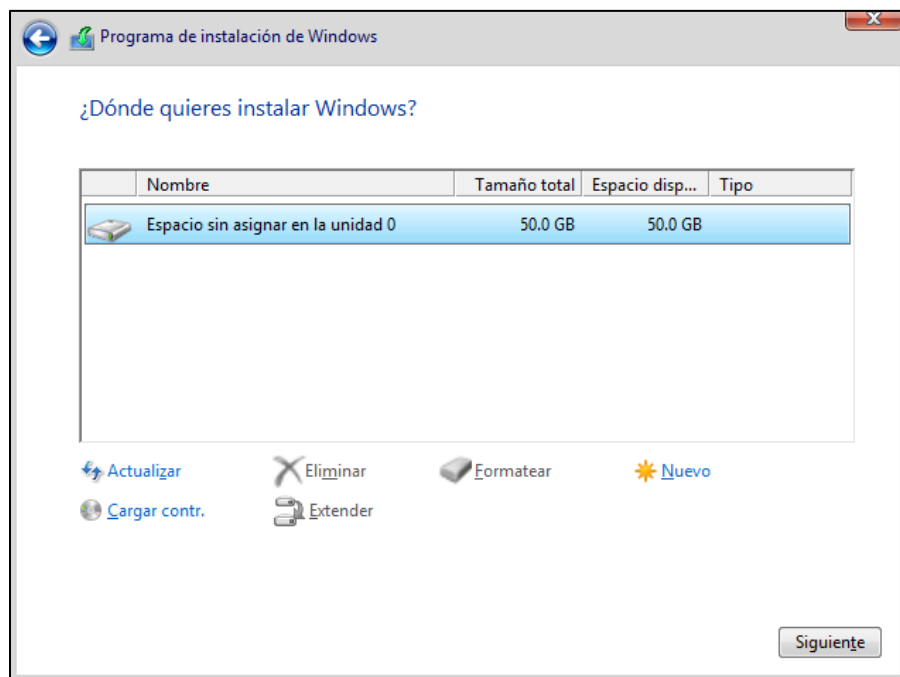 Programa de instalación de Windows
¿Dónde quieres instalar Windows?
Nombre Tamaño total Espacio disp... Tipo
Espacio sin asignar en la unidad 0 50.0 GB 50.0 GB
Actualizar Eliminar Formatear Nuevo
Cargar contr. Extender
Siguiente